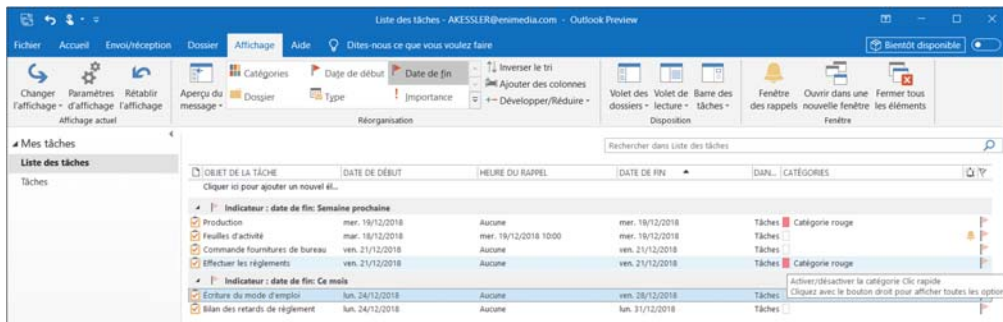 Liste des tâches - AKESSLER@enimedia.com - Outlook Preview
Fichier Accueil Envoi/réception Dossier Affichage Aide Dites-nous ce que vous voulez faire Bientôt disponible
Changer l'affichage Paramètres d'affichage Rétablir l'affichage
Affichage actuel
Aperçu du message
Catégories Date de début Date de fin
Dossier Type Importance
Inverser le tri
Ajouter des colonnes
Développer/Réduire
Réorganisation
Volet des dossiers Volet de lecture Barre des tâches
Disposition
Fenêtre des rappels Ouvrir dans une nouvelle fenêtre Fermer tous les éléments
Fenêtre
Mes tâches
Liste des tâches
Tâches
Rechercher dans Liste des tâches
OBJET DE LA TÂCHE DATE DE DÉBUT HEURE DU RAPPEL DATE DE FIN DAN... CATÉGORIES
Cliquer ici pour ajouter un nouvel él...
Indicateur : date de fin: Semaine prochaine
Production mer. 19/12/2018 Aucune mer. 19/12/2018 Tâches Catégorie rouge
Feuilles d'activité mar. 18/12/2018 mer. 19/12/2018 10:00 mer. 19/12/2018 Tâches
Commande fournitures de bureau ven. 21/12/2018 Aucune ven. 21/12/2018 Tâches
Effectuer les règlements ven. 21/12/2018 Aucune ven. 21/12/2018 Tâches Catégorie rouge
Indicateur : date de fin: Ce mois
Écriture du mode d'emploi lun. 24/12/2018 Aucune ven. 28/12/2018 Tâches
Bilan des retards de règlement lun. 24/12/2018 Aucune lun. 31/12/2018 Tâches
Activer/désactiver la catégorie Clic rapide
Cliquez avec le bouton droit pour afficher toutes les option